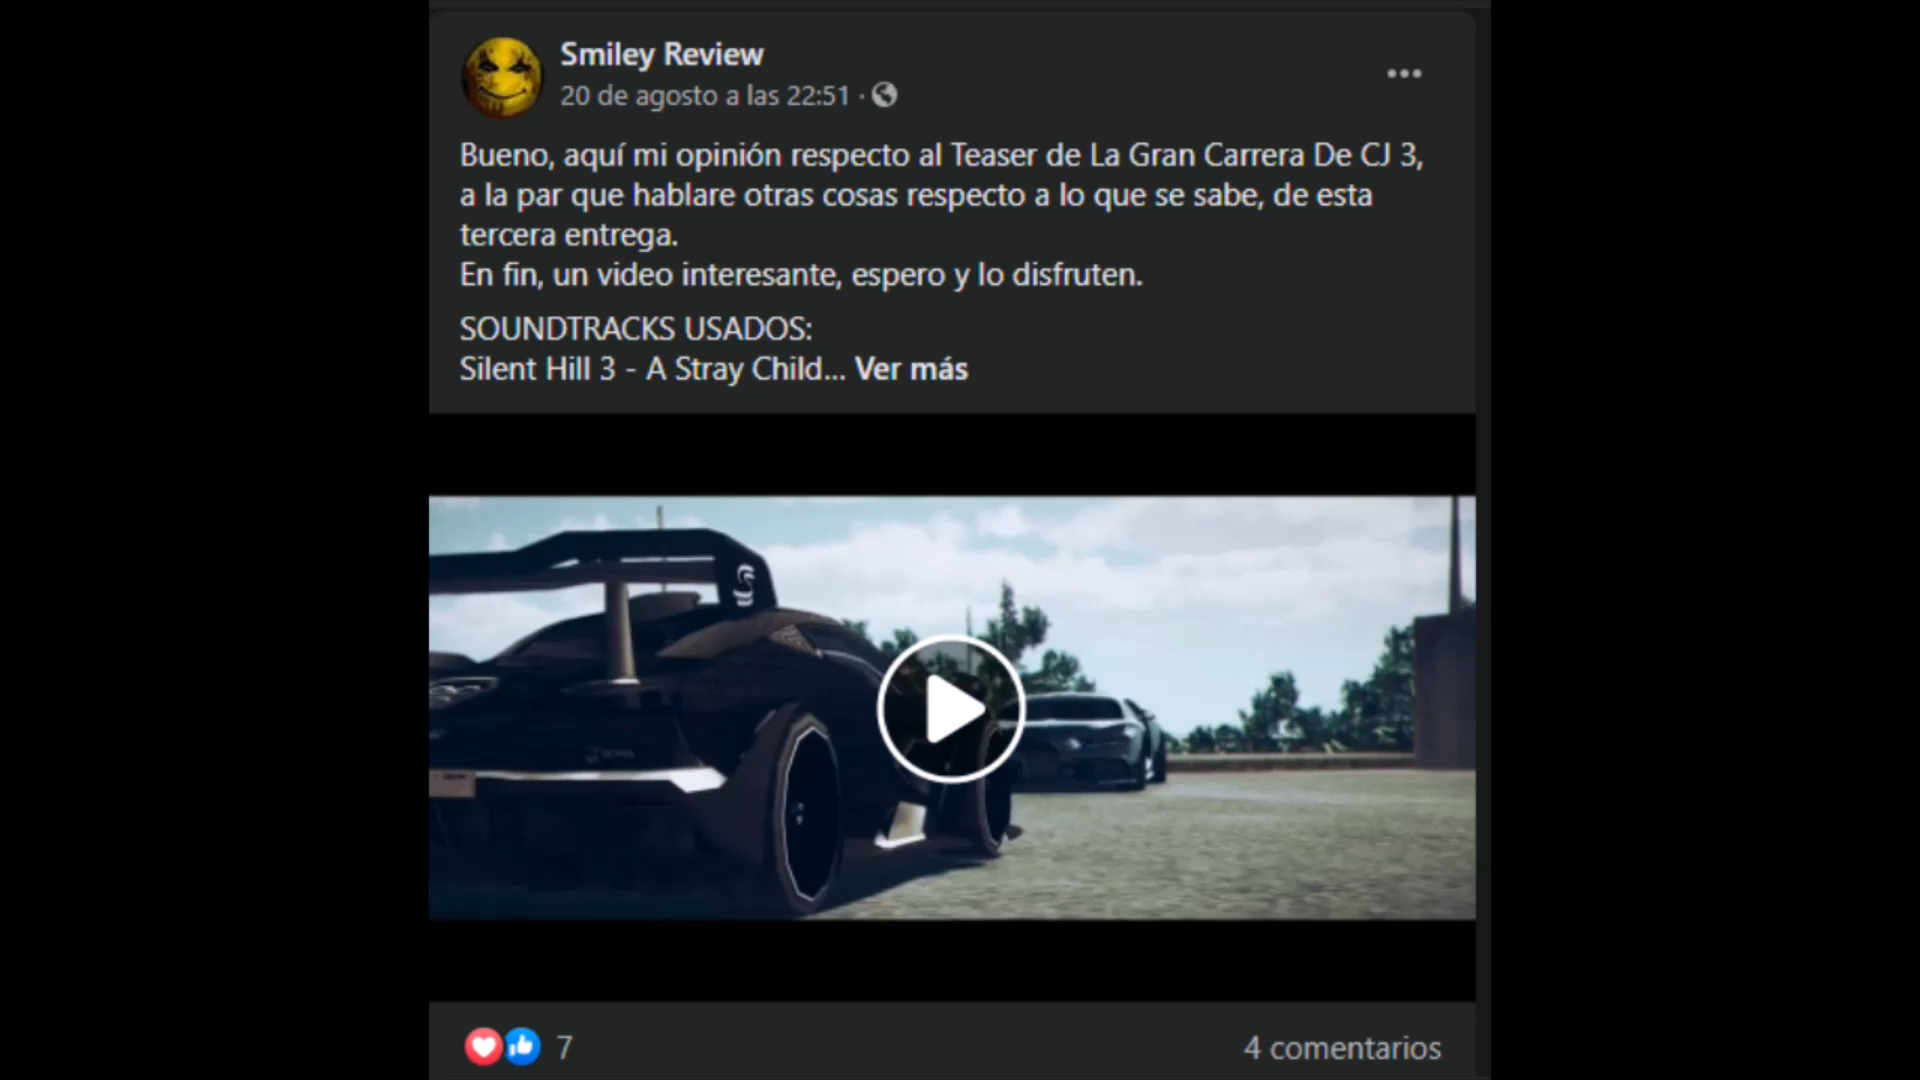 Smiley Review
20 de agosto a las 22:51 ·
Bueno, aquí mi opinión respecto al Teaser de La Gran Carrera De CJ 3,
a la par que hablare otras cosas respecto a lo que se sabe, de esta
tercera entrega.
En fin, un video interesante, espero y lo disfruten.
SOUNDTRACKS USADOS:
Silent Hill 3 - A Stray Child... Ver más
7
4 comentarios